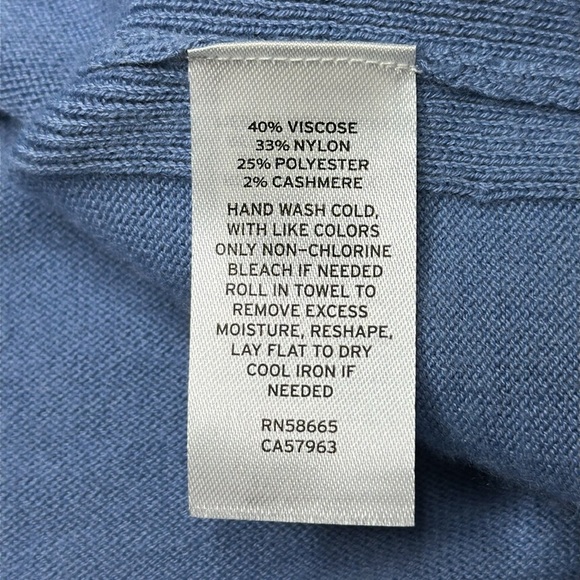 40% VISCOSE
33% NYLON
25% POLYESTER
2% CASHMERE
HAND WASH COLD,
WITH LIKE COLORS
ONLY NON-CHLORINE
BLEACH IF NEEDED
ROLL IN TOWEL TO
REMOVE EXCESS
MOISTURE, RESHAPE,
LAY FLAT TO DRY
COOL IRON IF
NEEDED
RN58665
CA57963